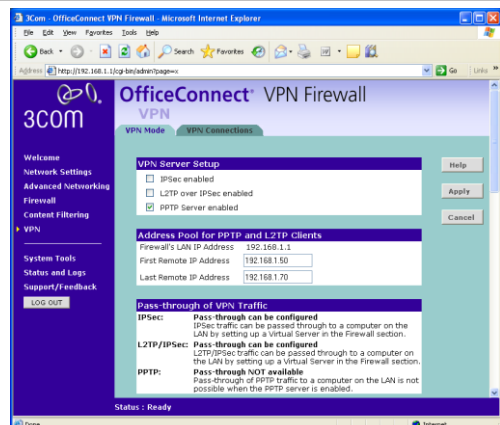 3Com - OfficeConnect VPN Firewall - Microsoft Internet Explorer
File Edit View Favorites Tools Help
Back Search Favorites
Address http://192.168.1.1/cgi-bin/admin?page=x Go Links »
3COM
OfficeConnect® VPN Firewall
VPN
VPN Mode VPN Connections
Welcome
Network Settings
Advanced Networking
Firewall
Content Filtering
VPN
System Tools
Status and Logs
Support/Feedback
LOG OUT
VPN Server Setup
IPSec enabled
L2TP over IPSec enabled
PPTP Server enabled
Address Pool for PPTP and L2TP Clients
Firewall's LAN IP Address 192.168.1.1
First Remote IP Address 192.168.1.50
Last Remote IP Address 192.168.1.70
Pass-through of VPN Traffic
IPSec: Pass-through can be configured
IPSec traffic can be passed through to a computer on the
LAN by setting up a Virtual Server in the Firewall section.
L2TP/IPSec: Pass-through can be configured
L2TP/IPSec traffic can be passed through to a computer on
the LAN by setting up a Virtual Server in the Firewall section.
PPTP: Pass-through NOT available
Pass-through of PPTP traffic to a computer on the LAN is not
possible when the PPTP server is enabled.
Help
Apply
Cancel
Status : Ready
Done Internet